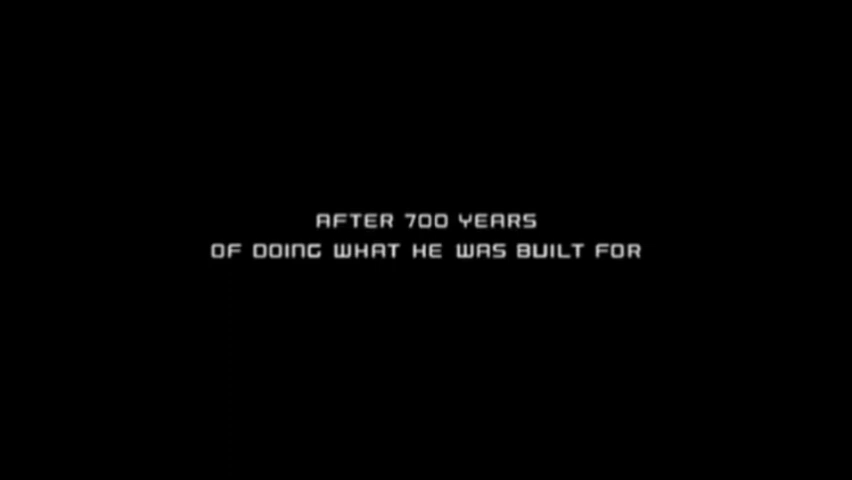 AFTER 700 YEARS
OF DOING WHAT HE WAS BUILT FOR